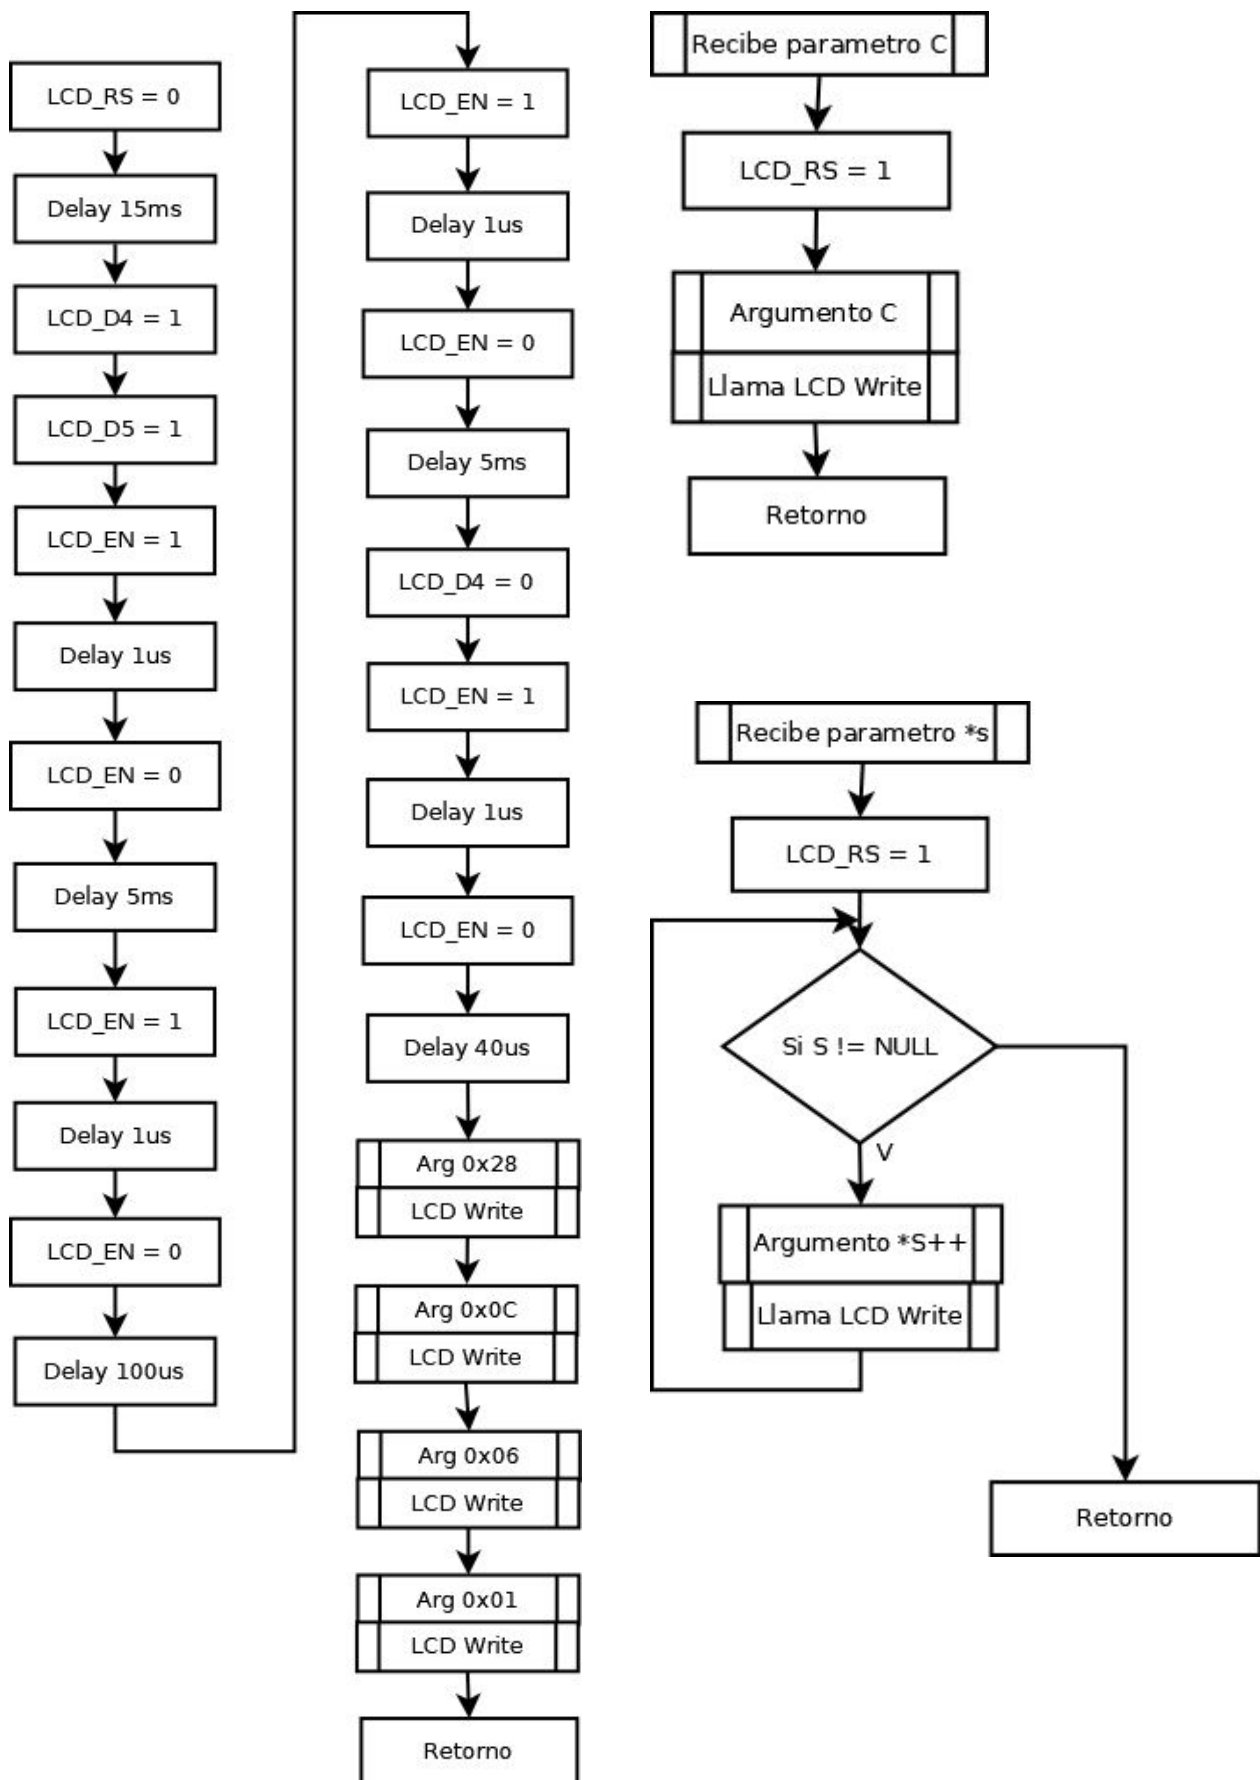 LCD_RS = 0
Delay 15ms
LCD_D4 = 1
LCD_D5 = 1
LCD_EN = 1
Delay 1us
LCD_EN = 0
Delay 5ms
LCD_EN = 1
Delay 1us
LCD_EN = 0
Delay 100us
LCD_EN = 1
Delay 1us
LCD_EN = 0
Delay 5ms
LCD_D4 = 0
LCD_EN = 1
Delay 1us
LCD_EN = 0
Delay 40us
Arg 0x28
LCD Write
Arg 0x0C
LCD Write
Arg 0x06
LCD Write
Arg 0x01
LCD Write
Retorno
Recibe parametro C
LCD_RS = 1
Argumento C
Llama LCD Write
Retorno
Recibe parametro *s
LCD_RS = 1
Si S != NULL
V
Argumento *S++
Llama LCD Write
Retorno